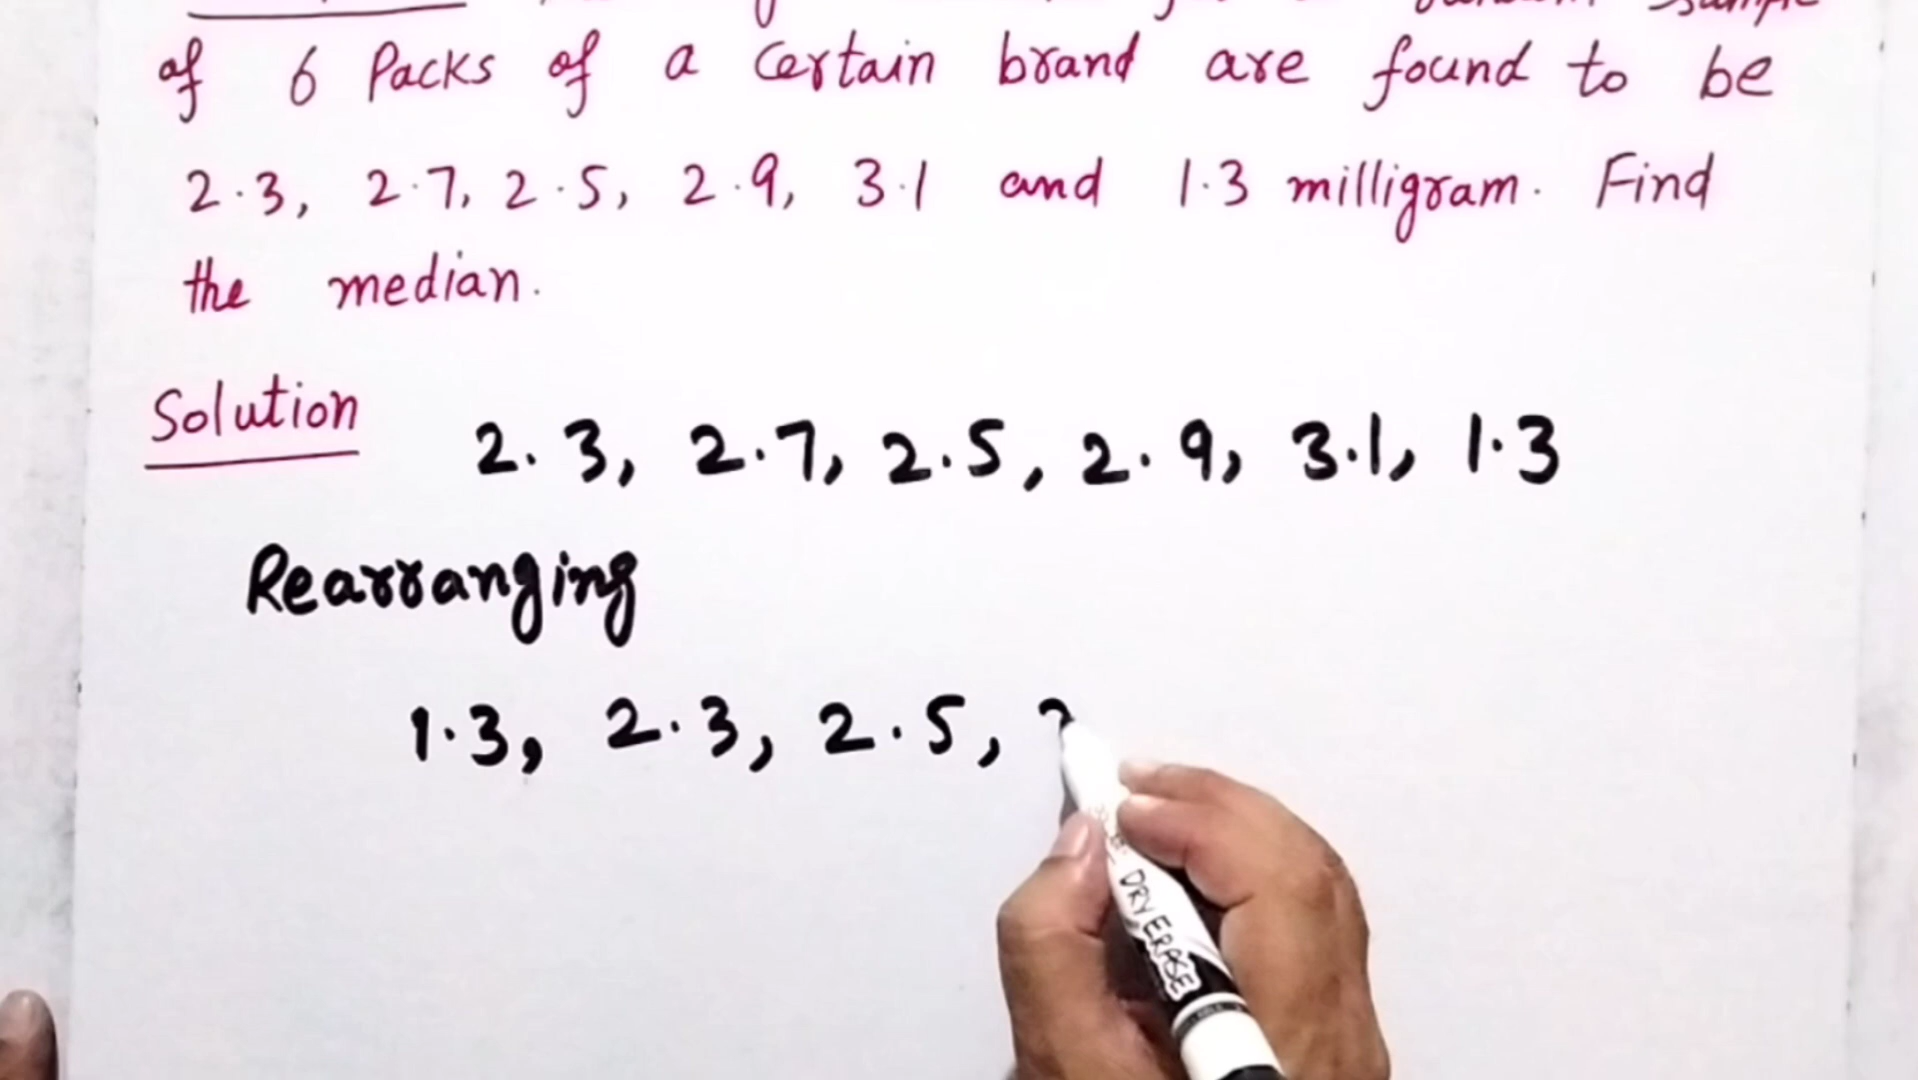 of 6 Packs of a Certain brand are found to be
2.3, 2.7, 2.5, 2.9, 3.1 and 1.3 milligram. Find
the median.
Solution 2.3, 2.7, 2.5, 2.9, 3.1, 1.3
Rearranging
1.3, 2.3, 2.5,
DRY ERASE